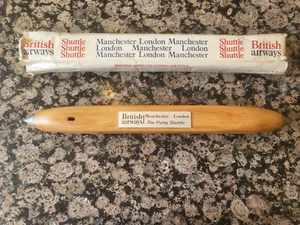 British airways
Shuttle Manchester London Manchester Shuttle
Shuttle London Manchester London Shuttle
Shuttle Manchester London Manchester Shuttle
British airways
British airways
Manchester - London
The Flying Shuttle